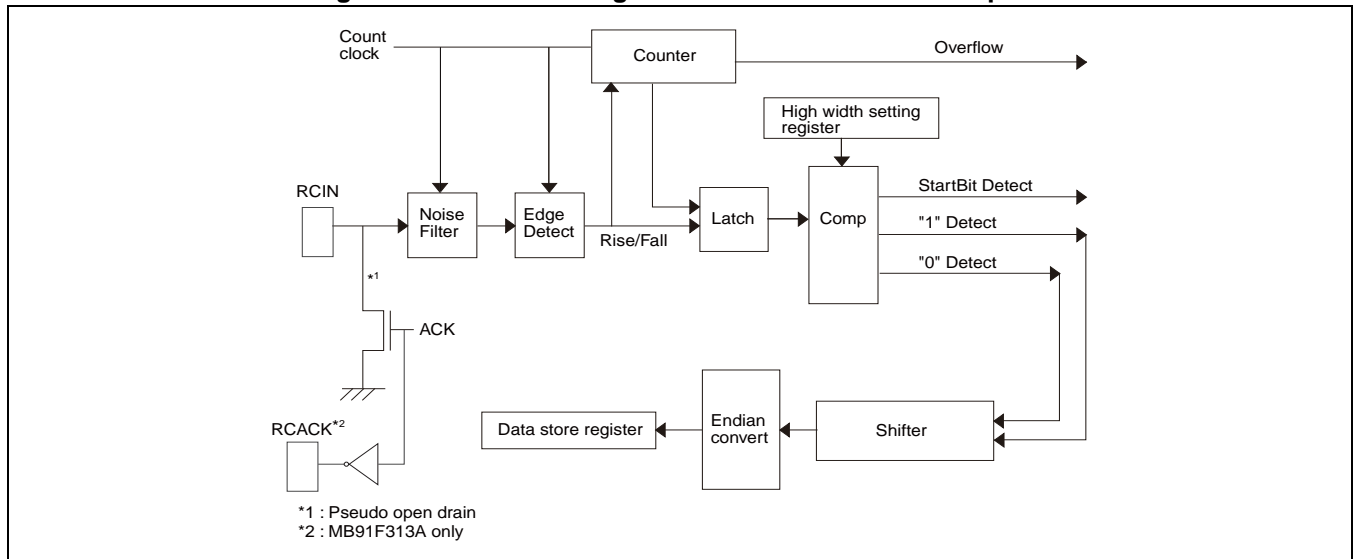 Count
clock
Counter
Overflow
High width setting
register
RCIN
Noise
Filter
Edge
Detect
Rise/Fall
Latch
Comp
StartBit Detect
"1" Detect
"0" Detect
*1
ACK
RCACK*2
Data store register
Endian
convert
Shifter
*1 : Pseudo open drain
*2 : MB91F313A only